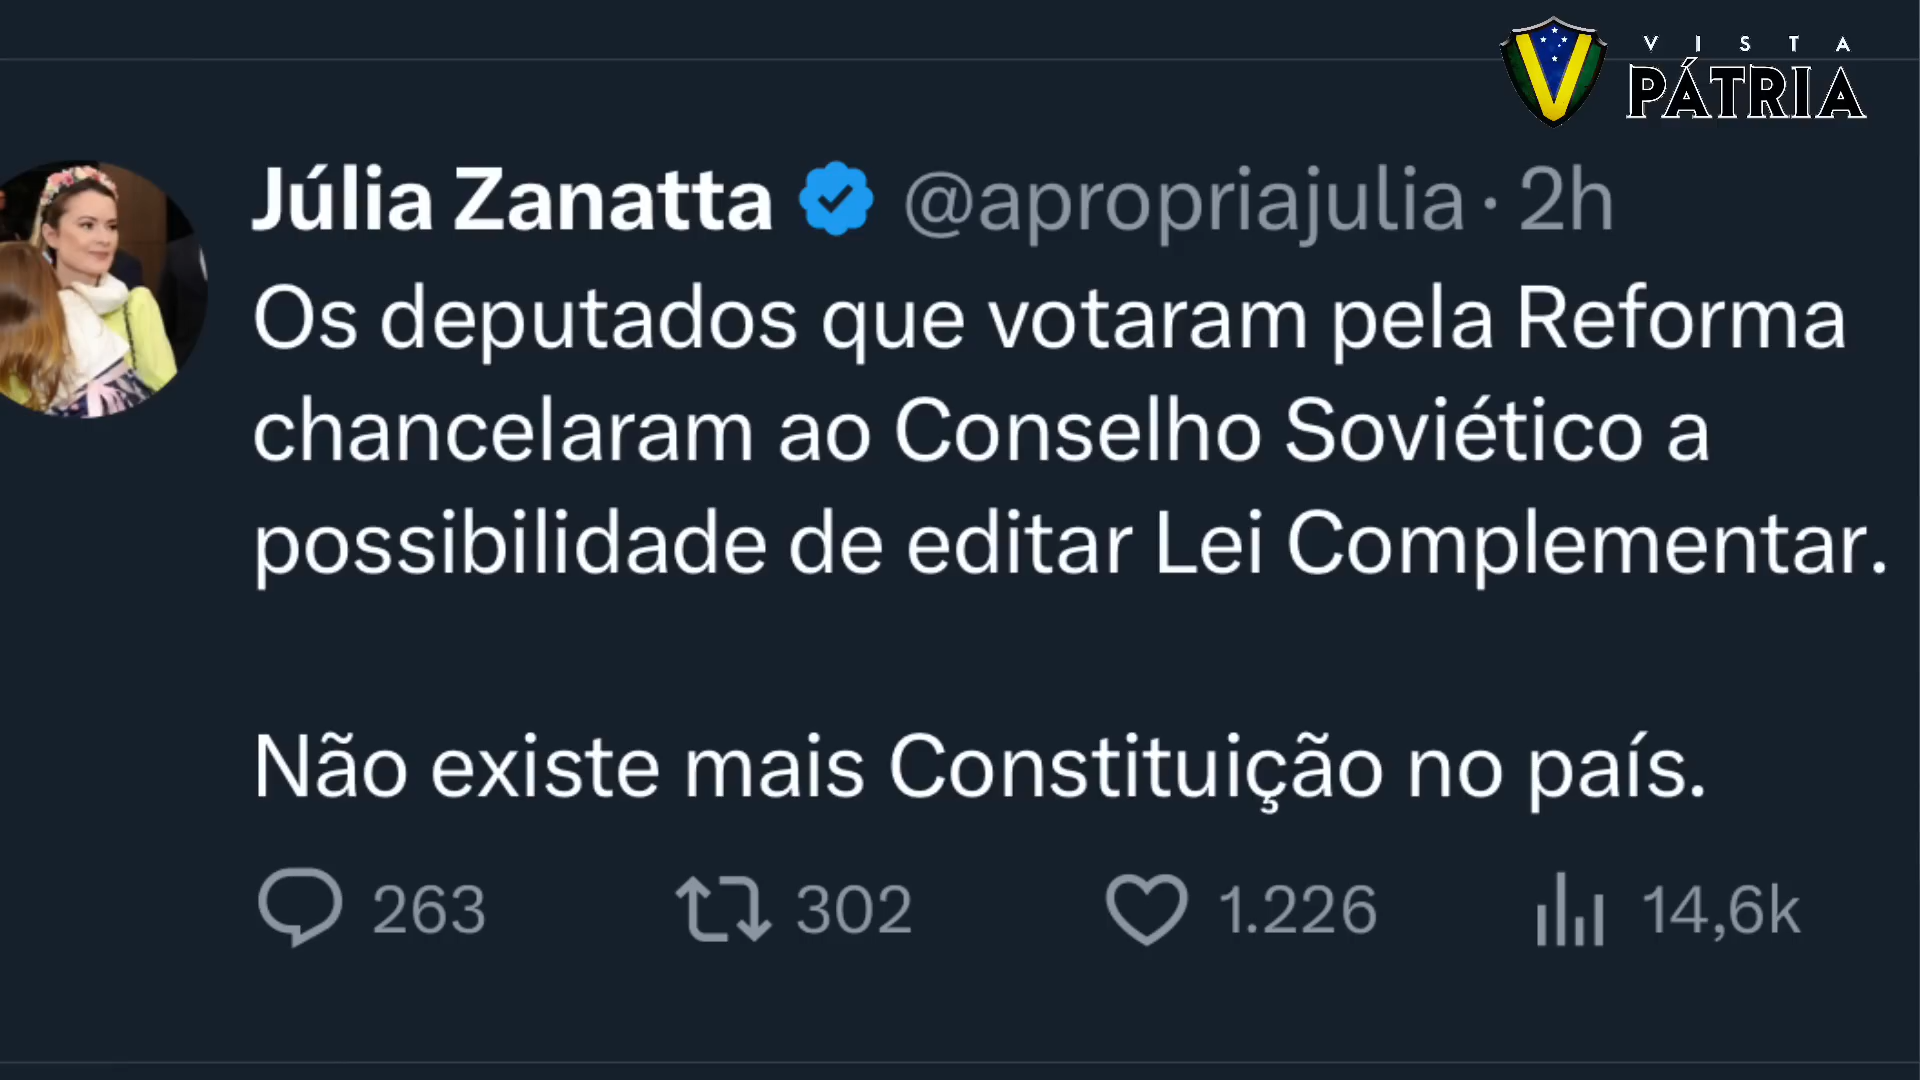 VISTA
PÁTRIA
Júlia Zanatta @apropriajulia · 2h
Os deputados que votaram pela Reforma
chancelaram ao Conselho Soviético a
possibilidade de editar Lei Complementar.
Não existe mais Constituição no país.
263 302 1.226 14,6k